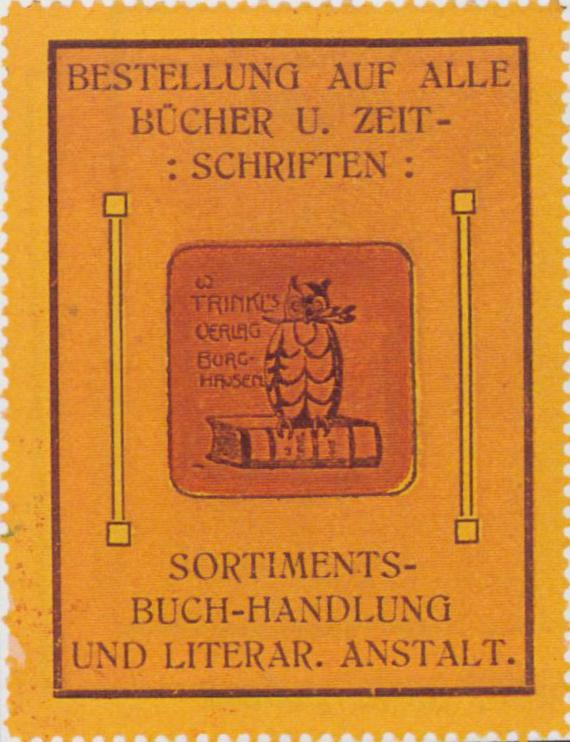 BESTELLUNG AUF ALLE
BÜCHER U. ZEIT-
: SCHRIFTEN :
W
TRINKL'S
VERLAG
BURG-
HAUSEN
SORTIMENTS-
BUCH-HANDLUNG
UND LITERAR. ANSTALT.